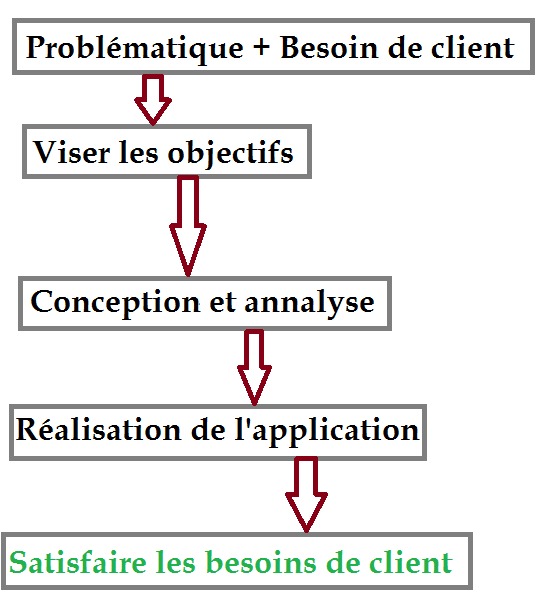 Problématique + Besoin de client
Viser les objectifs
Conception et annalyse
Réalisation de l'application
Satisfaire les besoins de client